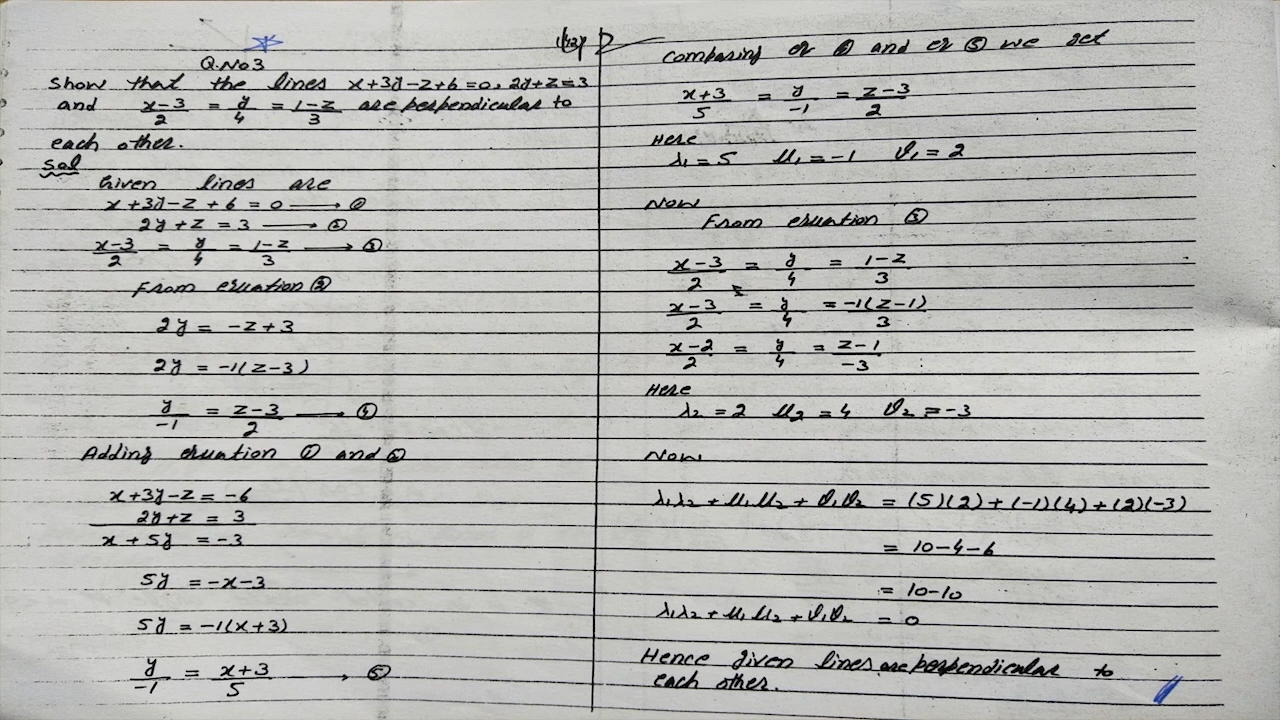 Q.No3
Show that the lines x+3y-z+6=0, 2y+z=3
and x-3/2 = y/4 = 1-z/3 are perpendicular to
each other.
Sol
Given lines are
x+3y-z+6=0 → ①
2y+z=3 → ②
x-3/2 = y/4 = 1-z/3 → ③
From equation ②
2y = -z+3
2y = -1(z-3)
y/-1 = z-3/2 → ④
Adding equation ① and ②
x+3y-z = -6
2y+z = 3
x+5y = -3
5y = -x-3
5y = -1(x+3)
y/-1 = x+3/5 → ⑤
Comparing er ④ and er ⑤ we get
x+3/5 = y/-1 = z-3/2
Here
λ₁=5 μ₁=-1 ϑ₁=2
Now
From equation ③
x-3/2 = y/4 = 1-z/3
x-3/2 = y/4 = -1(z-1)/3
x-2/2 = y/4 = z-1/-3
Here
λ₂=2 μ₂=4 ϑ₂=-3
Now
λ₁λ₂+μ₁μ₂+ϑ₁ϑ₂ = (5)(2)+(-1)(4)+(2)(-3)
= 10-4-6
= 10-10
λ₁λ₂+μ₁μ₂+ϑ₁ϑ₂ = 0
Hence given lines are perpendicular to
each other.